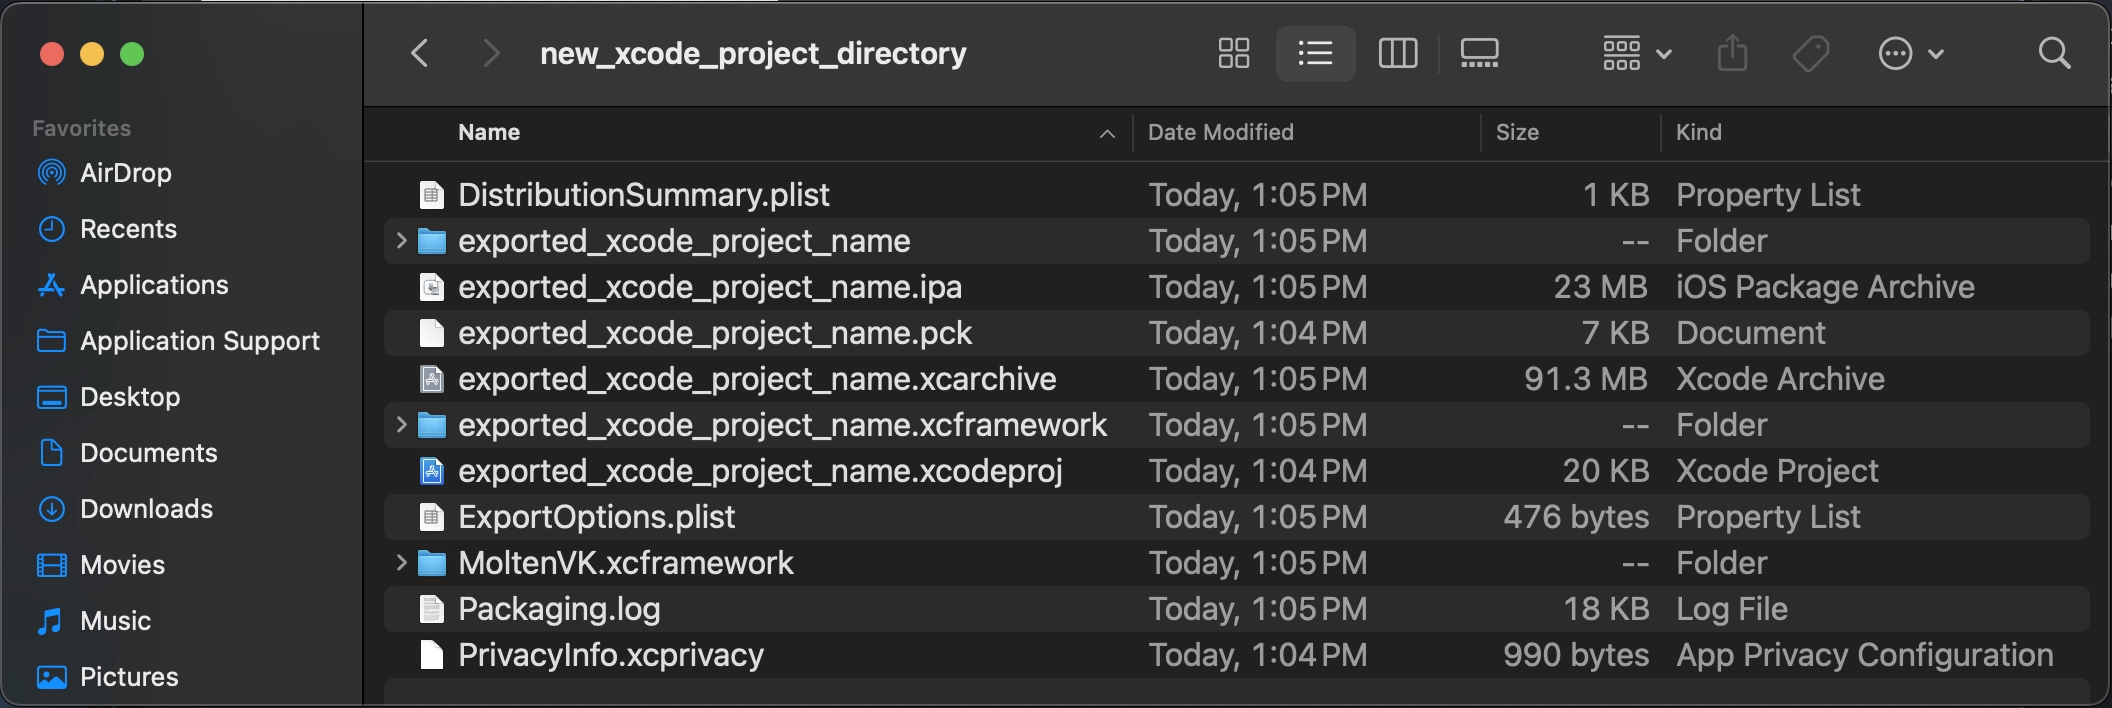 new_xcode_project_directory
Favorites
AirDrop
Recents
Applications
Application Support
Desktop
Documents
Downloads
Movies
Music
Pictures
Name Date Modified Size Kind
DistributionSummary.plist Today, 1:05 PM 1 KB Property List
exported_xcode_project_name Today, 1:05 PM -- Folder
exported_xcode_project_name.ipa Today, 1:05 PM 23 MB iOS Package Archive
exported_xcode_project_name.pck Today, 1:04 PM 7 KB Document
exported_xcode_project_name.xcarchive Today, 1:05 PM 91.3 MB Xcode Archive
exported_xcode_project_name.xcframework Today, 1:05 PM -- Folder
exported_xcode_project_name.xcodeproj Today, 1:04 PM 20 KB Xcode Project
ExportOptions.plist Today, 1:05 PM 476 bytes Property List
MoltenVK.xcframework Today, 1:05 PM -- Folder
Packaging.log Today, 1:05 PM 18 KB Log File
PrivacyInfo.xcprivacy Today, 1:04 PM 990 bytes App Privacy Configuration